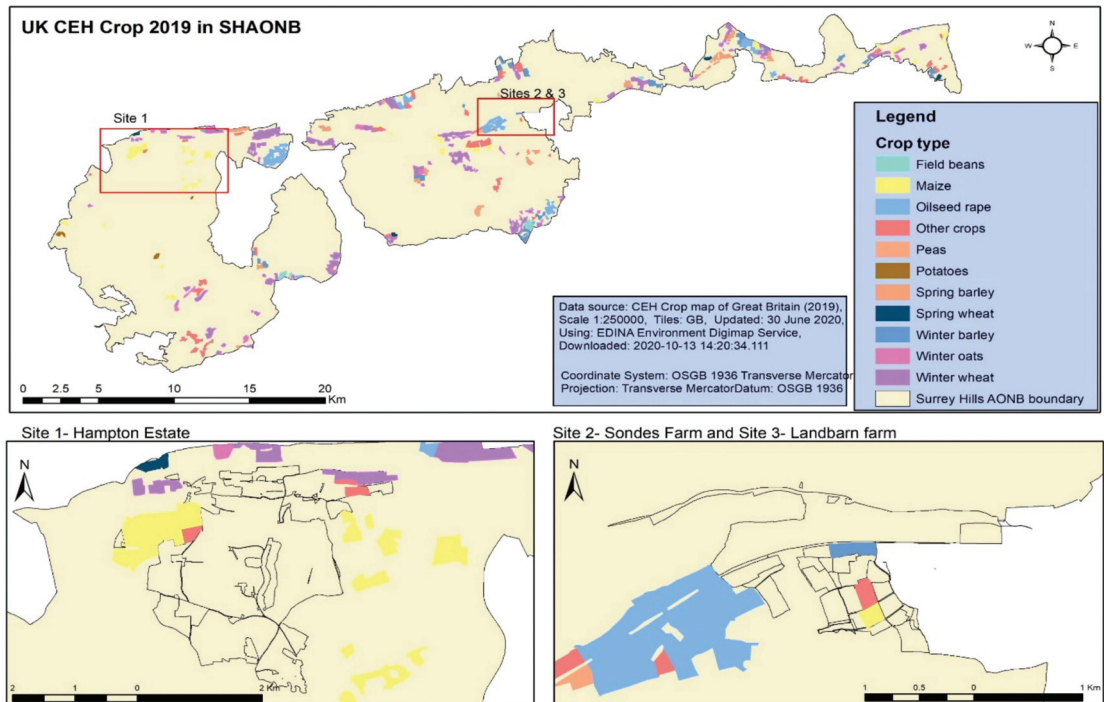 UK CEH Crop 2019 in SHAONB
N
W E
S
Site 1
Sites 2 & 3
Legend
Crop type
Field beans
Maize
Oilseed rape
Other crops
Peas
Potatoes
Spring barley
Spring wheat
Winter barley
Winter oats
Winter wheat
Surrey Hills AONB boundary
Data source: CEH Crop map of Great Britain (2019),
Scale 1:250000, Tiles: GB, Updated: 30 June 2020,
Using: EDINA Environment Digimap Service,
Downloaded: 2020-10-13 14:20:34.111
Coordinate System: OSGB 1936 Transverse Mercator
Projection: Transverse MercatorDatum: OSGB 1936
0 2.5 5 10 15 20
Km
Site 1- Hampton Estate
N
2 1 0 2 Km
Site 2- Sondes Farm and Site 3- Landbarn farm
N
1 0.5 0 1 Km